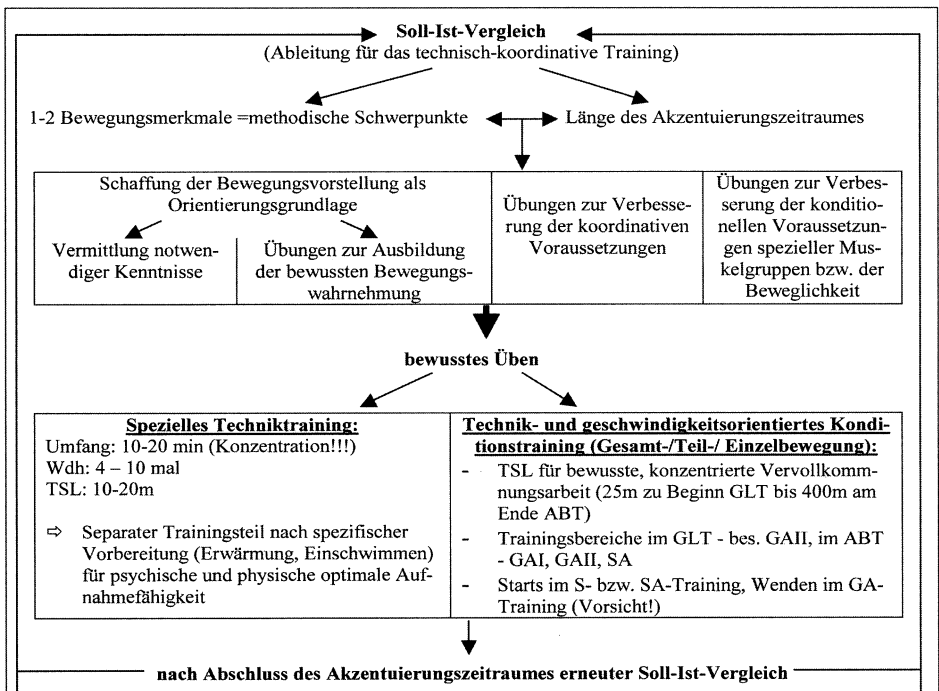 Soll-Ist-Vergleich
(Ableitung für das technisch-koordinative Training)
1-2 Bewegungsmerkmale =methodische Schwerpunkte
Länge des Akzentuierungszeitraumes
Schaffung der Bewegungsvorstellung als
Orientierungsgrundlage
Vermittlung notwen-
diger Kenntnisse
Übungen zur Ausbildung
der bewussten Bewegungs-
wahrnehmung
Übungen zur Verbesse-
rung der koordinativen
Voraussetzungen
Übungen zur Verbes-
serung der konditio-
nellen Voraussetzun-
gen spezieller Mus-
kelgruppen bzw. der
Beweglichkeit
bewusstes Üben
Spezielles Techniktraining:
Umfang: 10-20 min (Konzentration!!!)
Wdh: 4 – 10 mal
TSL: 10-20m
⇨ Separater Trainingsteil nach spezifischer
Vorbereitung (Erwärmung, Einschwimmen)
für psychische und physische optimale Auf-
nahmefähigkeit
Technik- und geschwindigkeitsorientiertes Kondi-
tionstraining (Gesamt-/Teil-/ Einzelbewegung):
- TSL für bewusste, konzentrierte Vervollkomm-
nungsarbeit (25m zu Beginn GLT bis 400m am
Ende ABT)
- Trainingsbereiche im GLT - bes. GAII, im ABT
- GAI, GAII, SA
- Starts im S- bzw. SA-Training, Wenden im GA-
Training (Vorsicht!)
nach Abschluss des Akzentuierungszeitraumes erneuter Soll-Ist-Vergleich